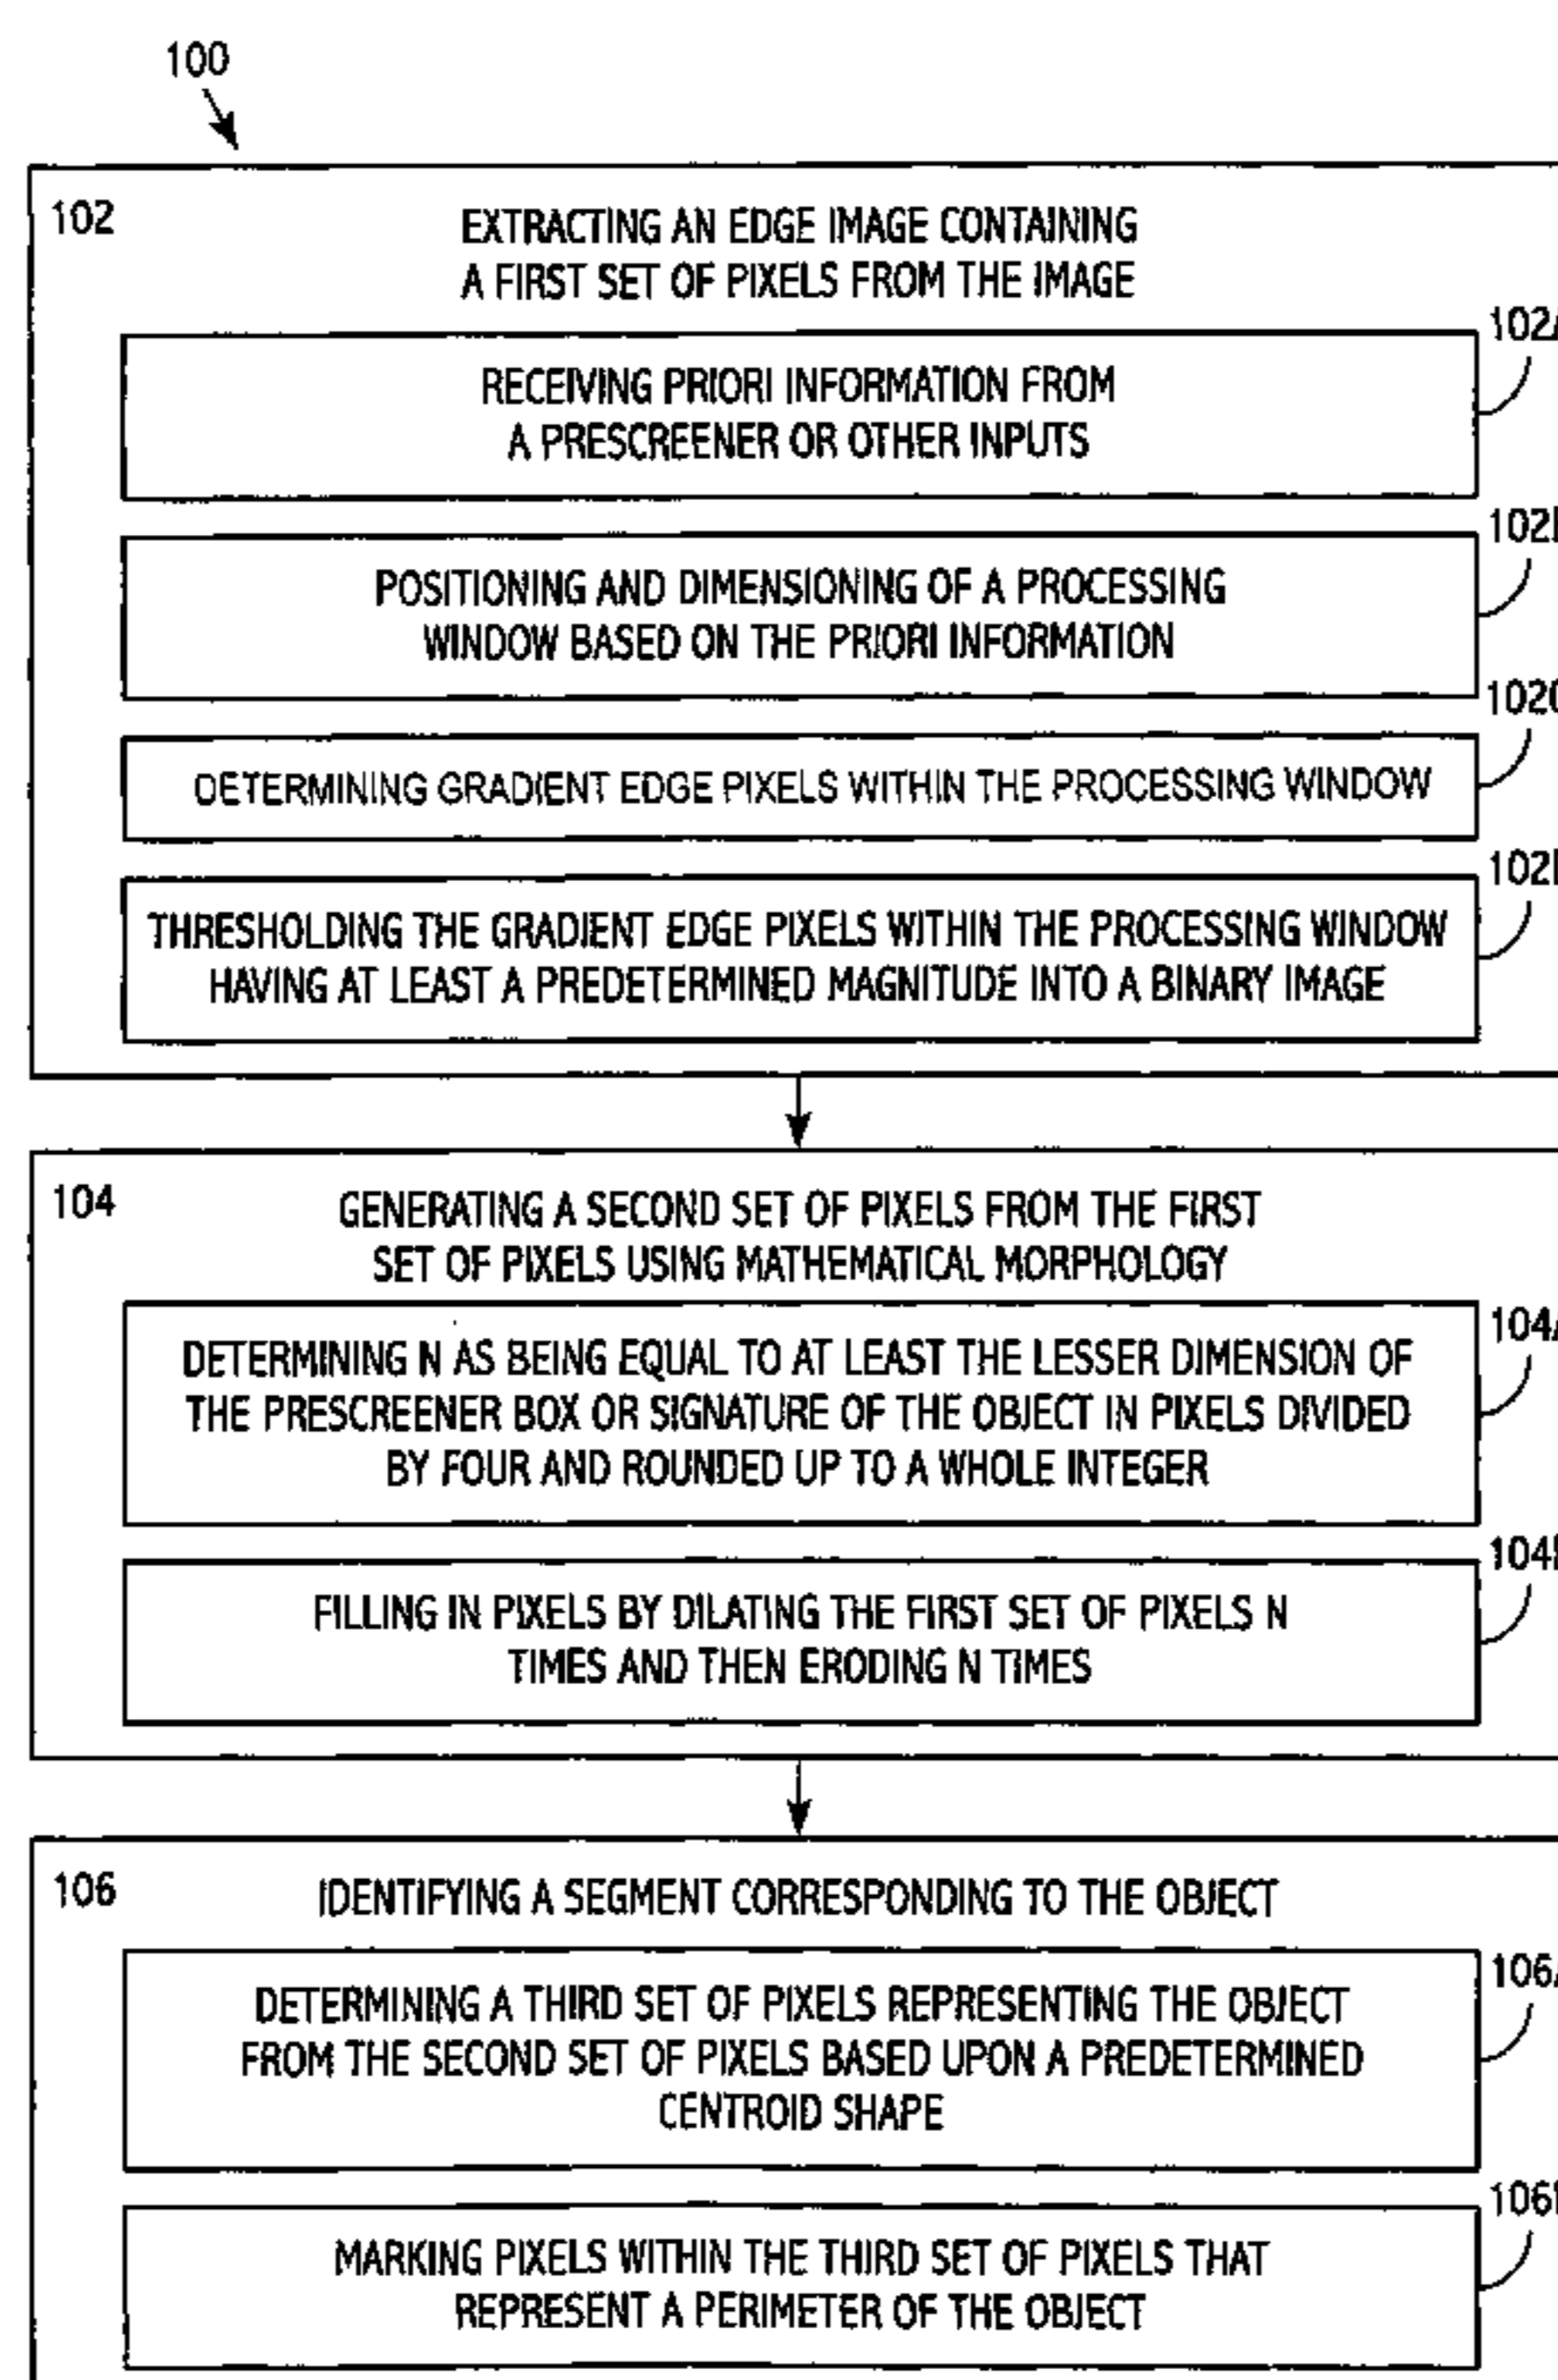 100
102
EXTRACTING AN EDGE IMAGE CONTAINING
A FIRST SET OF PIXELS FROM THE IMAGE
RECEIVING PRIORI INFORMATION FROM
A PRESCREENER OR OTHER INPUTS
POSITIONING AND DIMENSIONING OF A PROCESSING
WINDOW BASED ON THE PRIORI INFORMATION
DETERMINING GRADIENT EDGE PIXELS WITHIN THE PROCESSING WINDOW
THRESHOLDING THE GRADIENT EDGE PIXELS WITHIN THE PROCESSING WINDOW
HAVING AT LEAST A PREDETERMINED MAGNITUDE INTO A BINARY IMAGE
104
GENERATING A SECOND SET OF PIXELS FROM THE FIRST
SET OF PIXELS USING MATHEMATICAL MORPHOLOGY
DETERMINING N AS BEING EQUAL TO AT LEAST THE LESSER DIMENSION OF
THE PRESCREENER BOX OR SIGNATURE OF THE OBJECT IN PIXELS DIVIDED
BY FOUR AND ROUNDED UP TO A WHOLE INTEGER
FILLING IN PIXELS BY DILATING THE FIRST SET OF PIXELS N
TIMES AND THEN ERODING N TIMES
106
IDENTIFYING A SEGMENT CORRESPONDING TO THE OBJECT
DETERMINING A THIRD SET OF PIXELS REPRESENTING THE OBJECT
FROM THE SECOND SET OF PIXELS BASED UPON A PREDETERMINED
CENTROID SHAPE
MARKING PIXELS WITHIN THE THIRD SET OF PIXELS THAT
REPRESENT A PERIMETER OF THE OBJECT